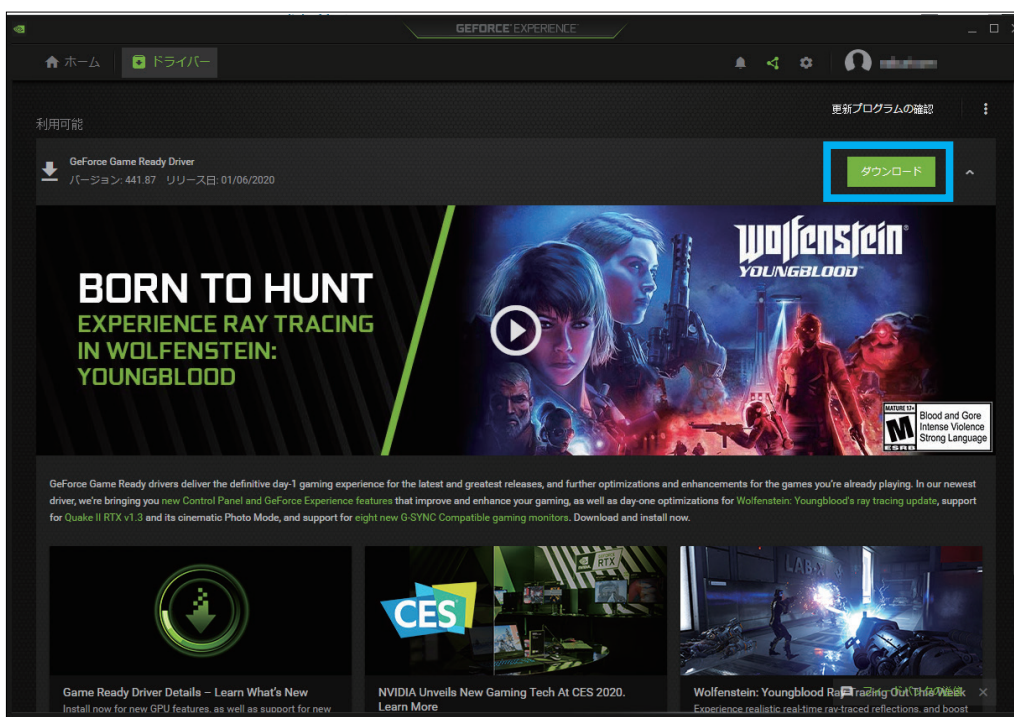 GEFORCE® EXPERIENCE™
ホーム
ドライバー
更新プログラムの確認
利用可能
GeForce Game Ready Driver
バージョン: 441.87 リリース日: 01/06/2020
ダウンロード
BORN TO HUNT
EXPERIENCE RAY TRACING
IN WOLFENSTEIN:
YOUNGBLOOD
Wolfenstein®
YOUNGBLOOD™
MATURE 17+
M
ESRB
Blood and Gore
Intense Violence
Strong Language
GeForce Game Ready drivers deliver the definitive day-1 gaming experience for the latest and greatest releases, and further optimizations and enhancements for the games you're already playing. In our newest
driver, we're bringing you new Control Panel and GeForce Experience features that improve and enhance your gaming, as well as day-one optimizations for Wolfenstein: Youngblood's ray tracing update, support
for Quake II RTX v1.3 and its cinematic Photo Mode, and support for eight new G-SYNC Compatible gaming monitors. Download and install now.
CES
RTX
LAB-X
Game Ready Driver Details – Learn What's New
Install now for new GPU features, as well as support for new
NVIDIA Unveils New Gaming Tech At CES 2020.
Learn More
Wolfenstein: Youngblood Ray Tracing Out This Week
Experience realistic real-time ray-traced reflections, and boost